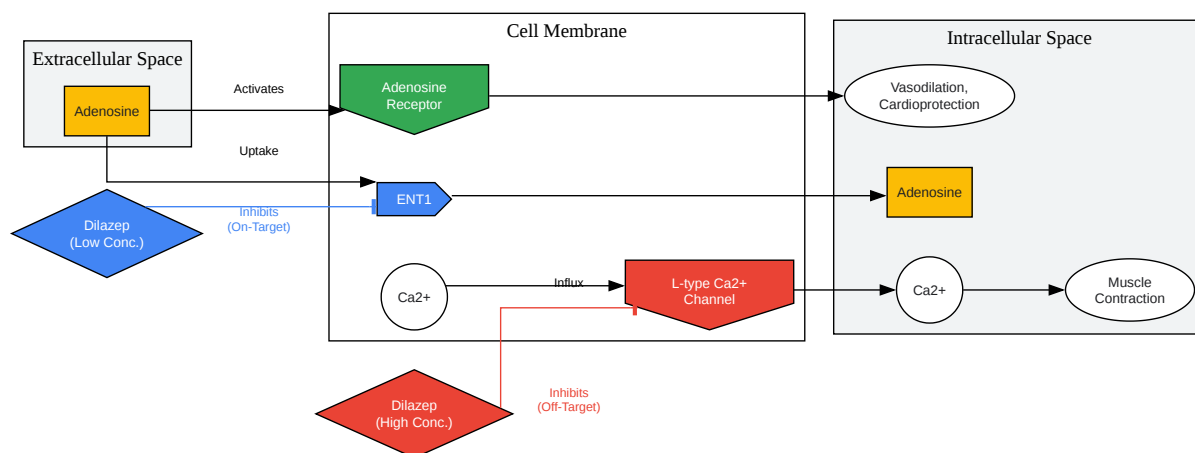 Cell Membrane
Extracellular Space
Intracellular Space
Adenosine
Activates
Adenosine
Receptor
Vasodilation,
Cardioprotection
Uptake
ENT1
Adenosine
Dilazep
(Low Conc.)
Inhibits
(On-Target)
Ca2+
Influx
L-type Ca2+
Channel
Ca2+
Muscle
Contraction
Dilazep
(High Conc.)
Inhibits
(Off-Target)